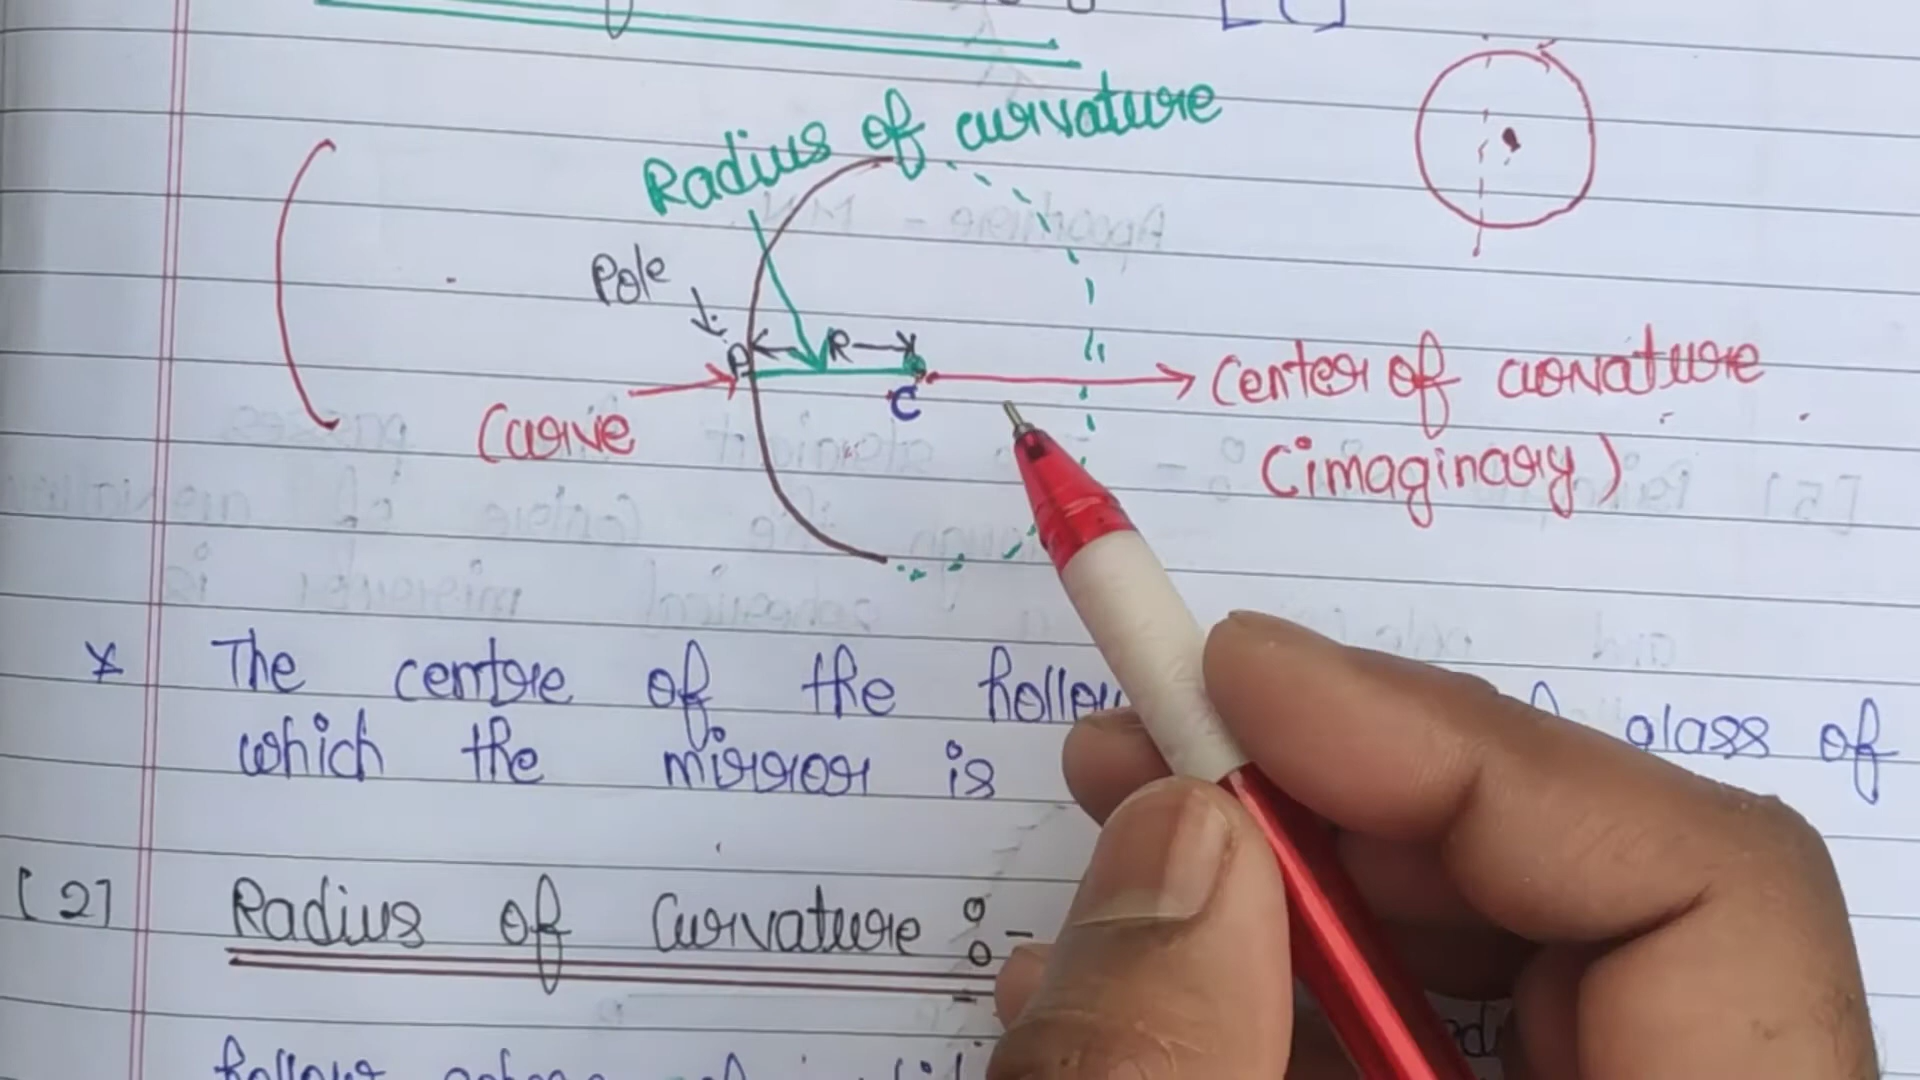 Radius of curvature
Pole
P
R
C
Curve
Center of curvature
(imaginary)
* The centre of the glass of
which the mirror is
[2] Radius of Curvature :-